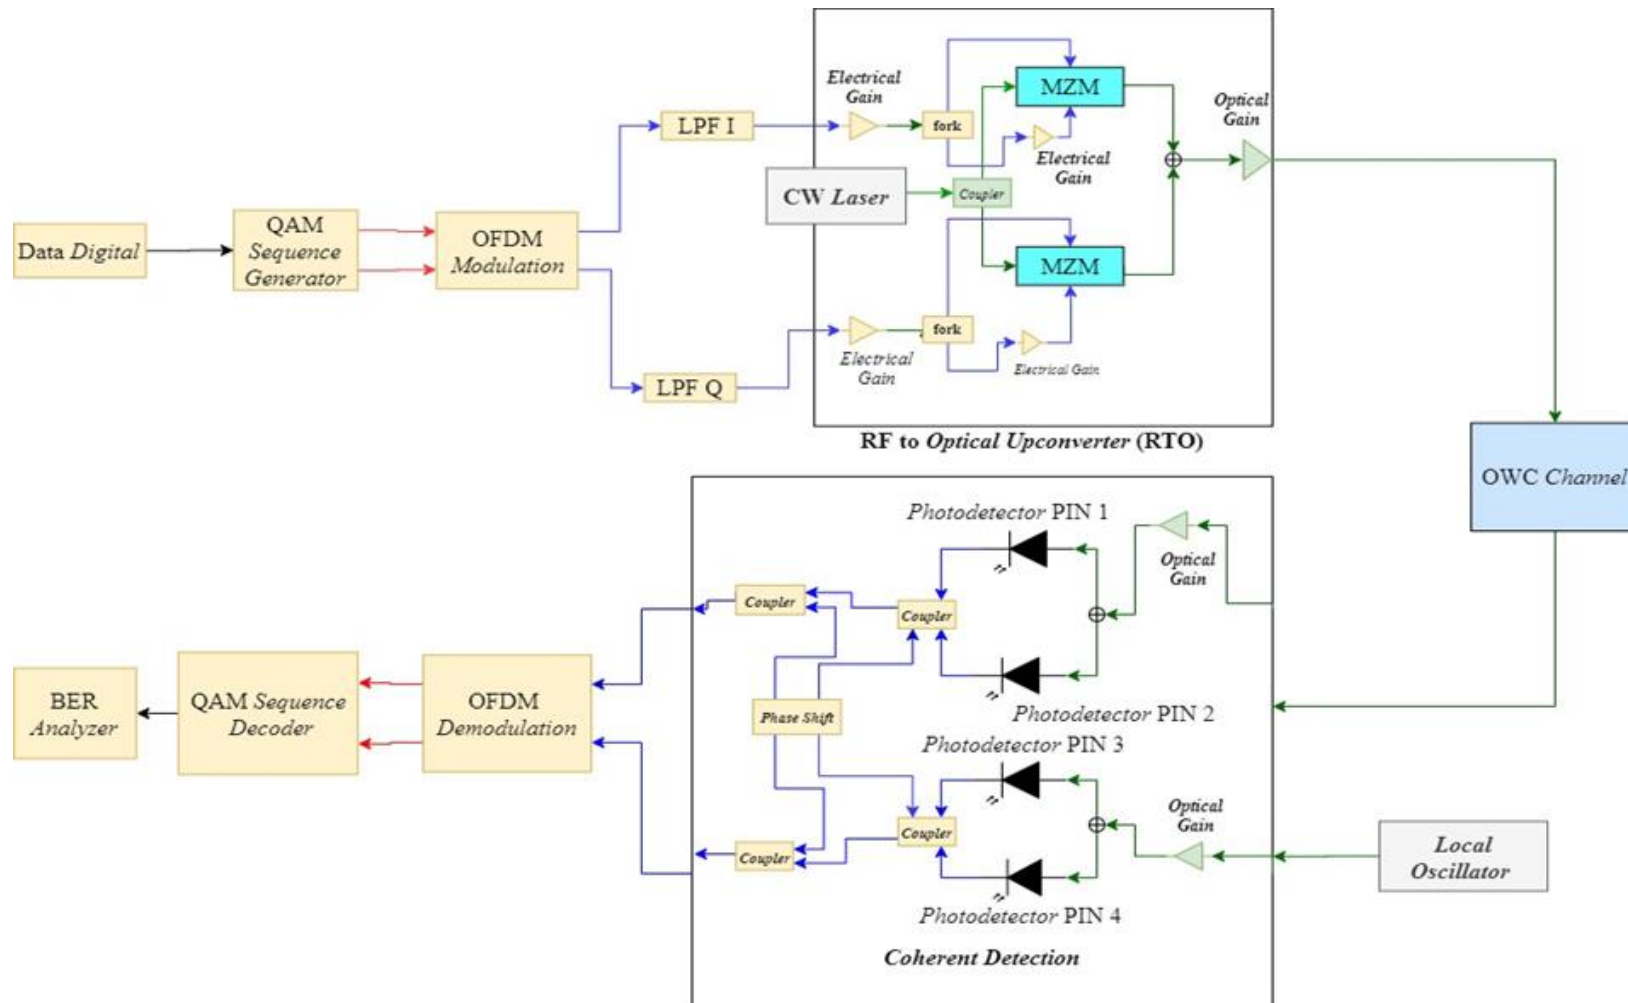 Electrical
Gain
MZM
Optical
Gain
LPF I
fork
Electrical
Gain
CW Laser
Coupler
Data Digital
QAM
Sequence
Generator
OFDM
Modulation
MZM
fork
Electrical
Gain
Electrical Gain
LPF Q
RF to Optical Upconverter (RTO)
OWC Channel
Photodetector PIN 1
Optical
Gain
Coupler
Coupler
BER
Analyzer
QAM Sequence
Decoder
OFDM
Demodulation
Phase Shift
Photodetector PIN 2
Photodetector PIN 3
Optical
Gain
Coupler
Coupler
Local
Oscillator
Photodetector PIN 4
Coherent Detection